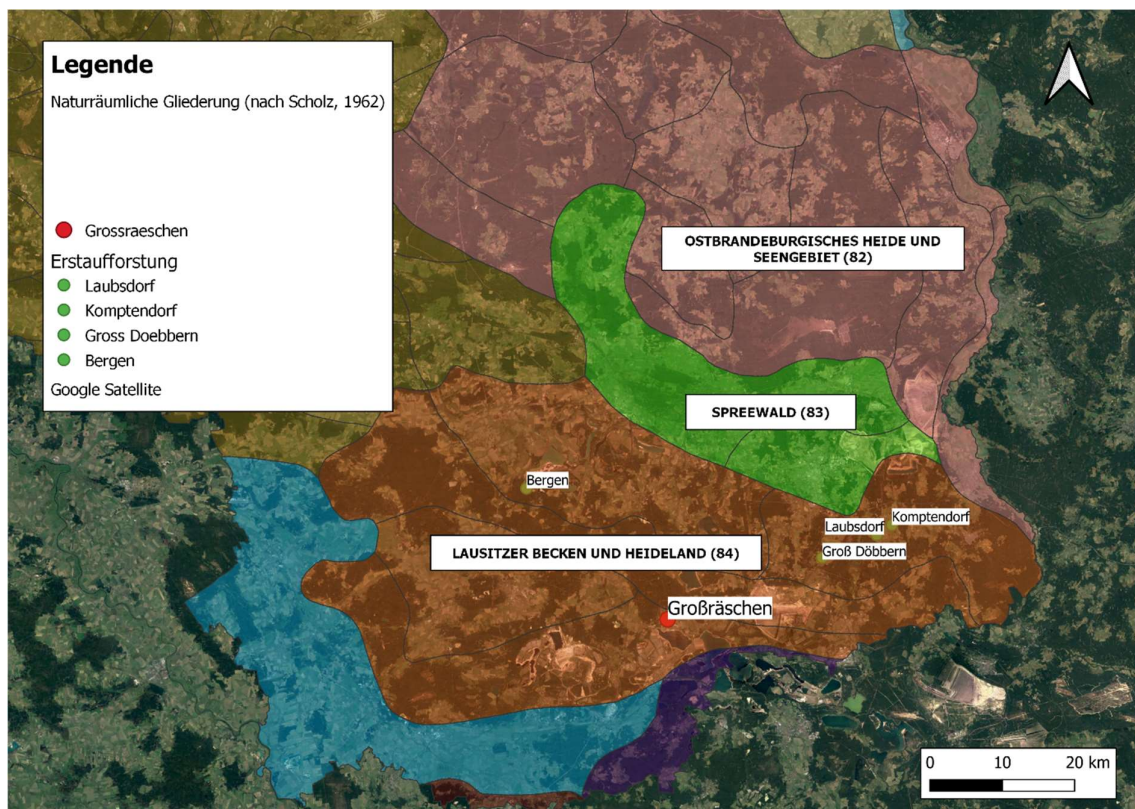 Legende
Naturräumliche Gliederung (nach Scholz, 1962)
Grossraeschen
Erstaufforstung
Laubsdorf
Komptendorf
Gross Doebbern
Bergen
Google Satellite
OSTBRANDEBURGISCHES HEIDE UND
SEENGEBIET (82)
SPREEWALD (83)
Bergen
Komptendorf
Laubsdorf
Groß Döbbern
LAUSITZER BECKEN UND HEIDELAND (84)
Großräschen
0 10 20 km